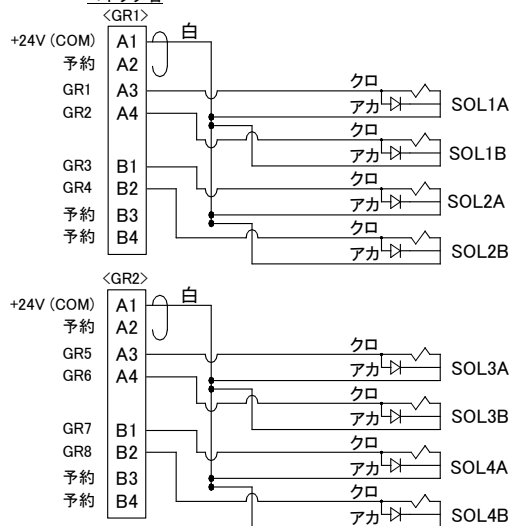 <GR1>
白
+24V (COM) A1
予約 A2
GR1 A3
GR2 A4
GR3 B1
GR4 B2
予約 B3
予約 B4
クロ
アカ SOL1A
クロ
アカ SOL1B
クロ
アカ SOL2A
クロ
アカ SOL2B
<GR2>
白
+24V (COM) A1
予約 A2
GR5 A3
GR6 A4
GR7 B1
GR8 B2
予約 B3
予約 B4
クロ
アカ SOL3A
クロ
アカ SOL3B
クロ
アカ SOL4A
クロ
アカ SOL4B